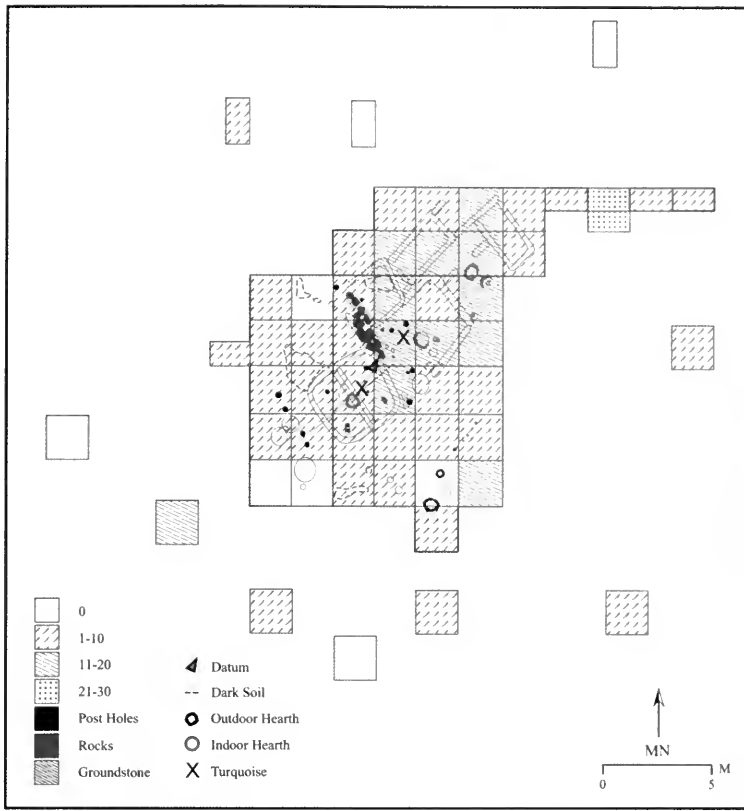 0
1-10
11-20
21-30
Post Holes
Rocks
Groundstone
Datum
Dark Soil
Outdoor Hearth
Indoor Hearth
Turquoise
MN
M
0 5